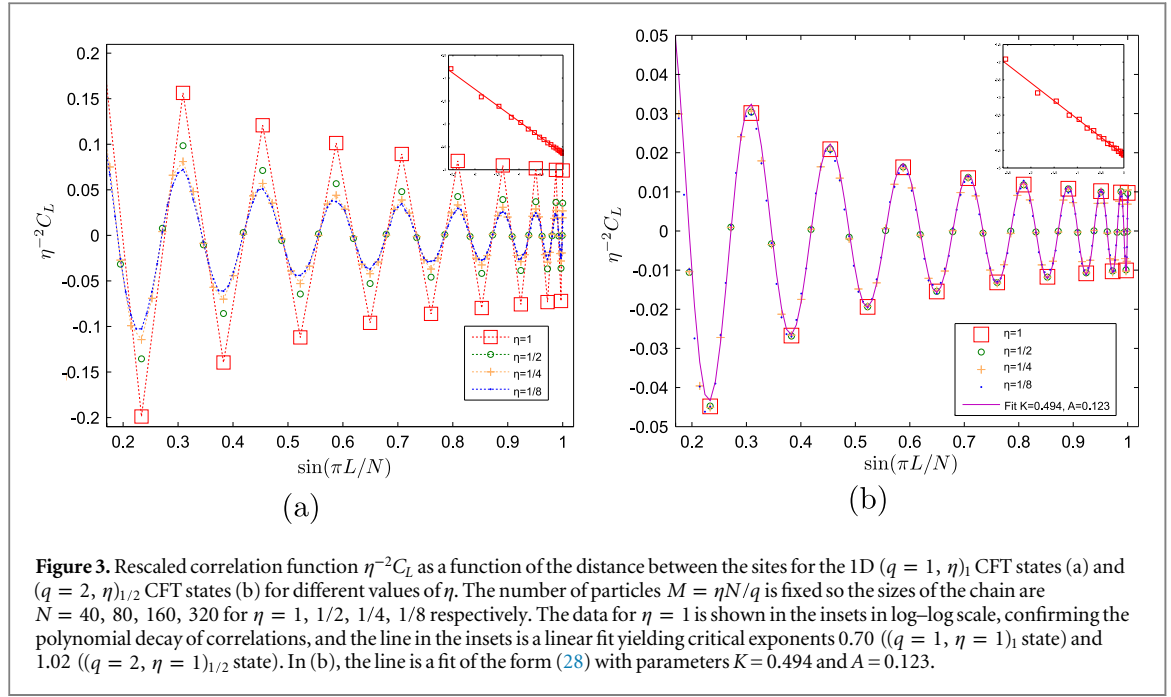 0.2
0.15
0.1
0.05
0
-0.05
-0.1
-0.15
-0.2
η⁻²C_L
0.2 0.3 0.4 0.5 0.6 0.7 0.8 0.9 1
sin(πL/N)
η=1
η=1/2
η=1/4
η=1/8
(a)
0.05
0.04
0.03
0.02
0.01
0
-0.01
-0.02
-0.03
-0.04
-0.05
η⁻²C_L
0.2 0.3 0.4 0.5 0.6 0.7 0.8 0.9 1
sin(πL/N)
η=1
η=1/2
η=1/4
η=1/8
Fit K=0.494, A=0.123
(b)
Figure 3. Rescaled correlation function η⁻²C_L as a function of the distance between the sites for the 1D (q = 1, η)₁ CFT states (a) and
(q = 2, η)₁/₂ CFT states (b) for different values of η. The number of particles M = ηN/q is fixed so the sizes of the chain are
N = 40, 80, 160, 320 for η = 1, 1/2, 1/4, 1/8 respectively. The data for η = 1 is shown in the insets in log–log scale, confirming the
polynomial decay of correlations, and the line in the insets is a linear fit yielding critical exponents 0.70 ((q = 1, η = 1)₁ state) and
1.02 ((q = 2, η = 1)₁/₂ state). In (b), the line is a fit of the form (28) with parameters K = 0.494 and A = 0.123.